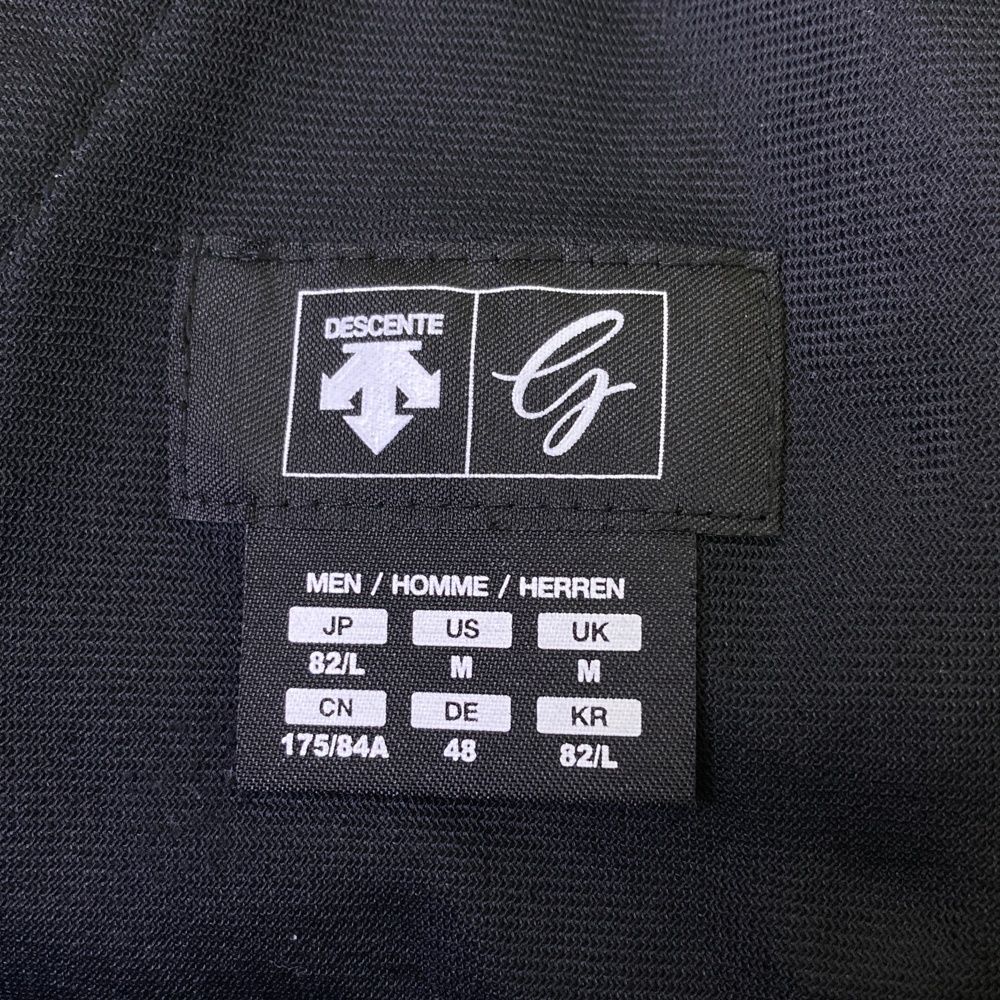 DESCENTE
G
MEN / HOMME / HERREN
JP US UK
82/L M M
CN DE KR
175/84A 48 82/L